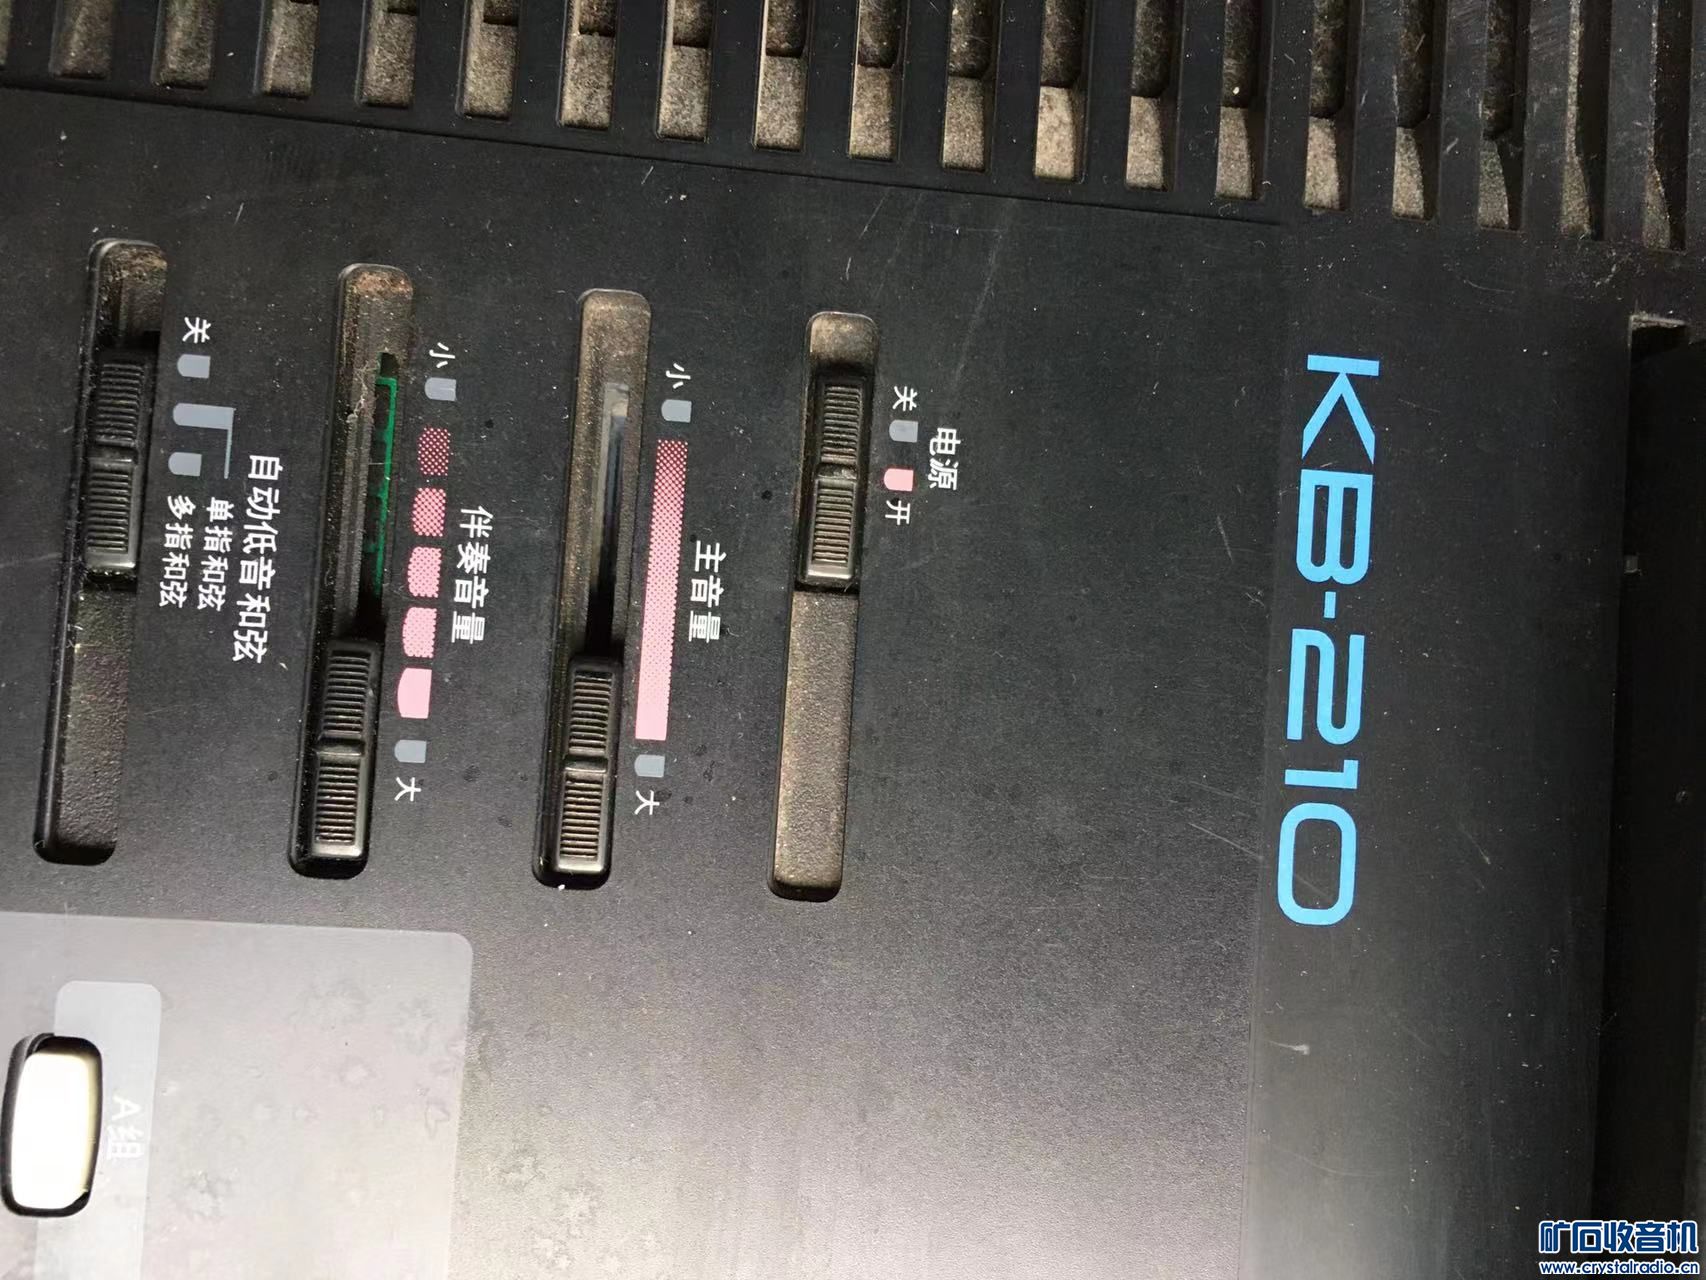 KB-210
电源
关
开
主音量
小
大
伴奏音量
小
大
自动低音和弦
关
单指和弦
多指和弦
A组
矿石收音机
www.crystalradio.cn